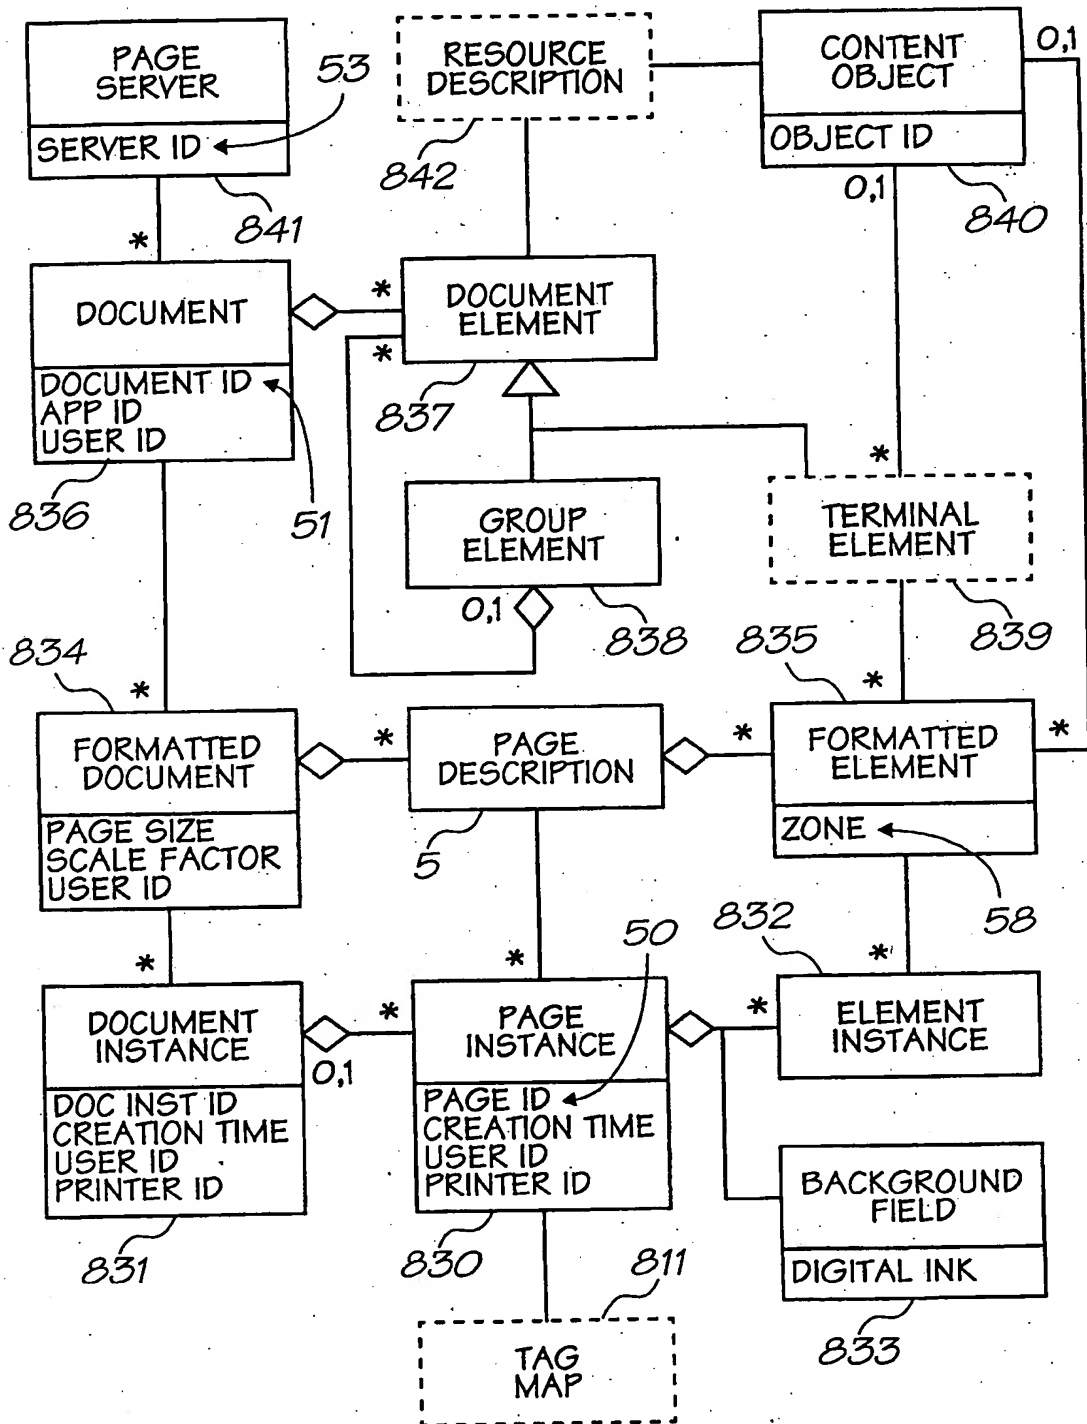 PAGE
SERVER
SERVER ID
53
841
*
RESOURCE
DESCRIPTION
842
CONTENT
OBJECT
OBJECT ID
0,1
0,1
840
DOCUMENT
DOCUMENT ID
APP ID
USER ID
836
51
*
*
DOCUMENT
ELEMENT
837
GROUP
ELEMENT
0,1
838
*
TERMINAL
ELEMENT
839
834
*
FORMATTED
DOCUMENT
PAGE SIZE
SCALE FACTOR
USER ID
*
PAGE
DESCRIPTION
5
835
*
*
*
FORMATTED
ELEMENT
ZONE
58
*
DOCUMENT
INSTANCE
0,1
DOC INST ID
CREATION TIME
USER ID
PRINTER ID
831
50
*
*
PAGE
INSTANCE
PAGE ID
CREATION TIME
USER ID
PRINTER ID
830
832
*
*
ELEMENT
INSTANCE
BACKGROUND
FIELD
DIGITAL INK
833
811
TAG
MAP